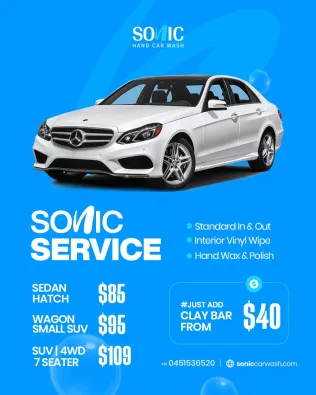 SONIC
HAND CAR WASH
SONIC
SERVICE
Standard In & Out
Interior Vinyl Wipe
Hand Wax & Polish
SEDAN
HATCH
$85
WAGON
SMALL SUV
$95
SUV | 4WD
7 SEATER
$109
$
#JUST ADD
CLAY BAR
FROM
$40
0451536520 | soniccarwash.com